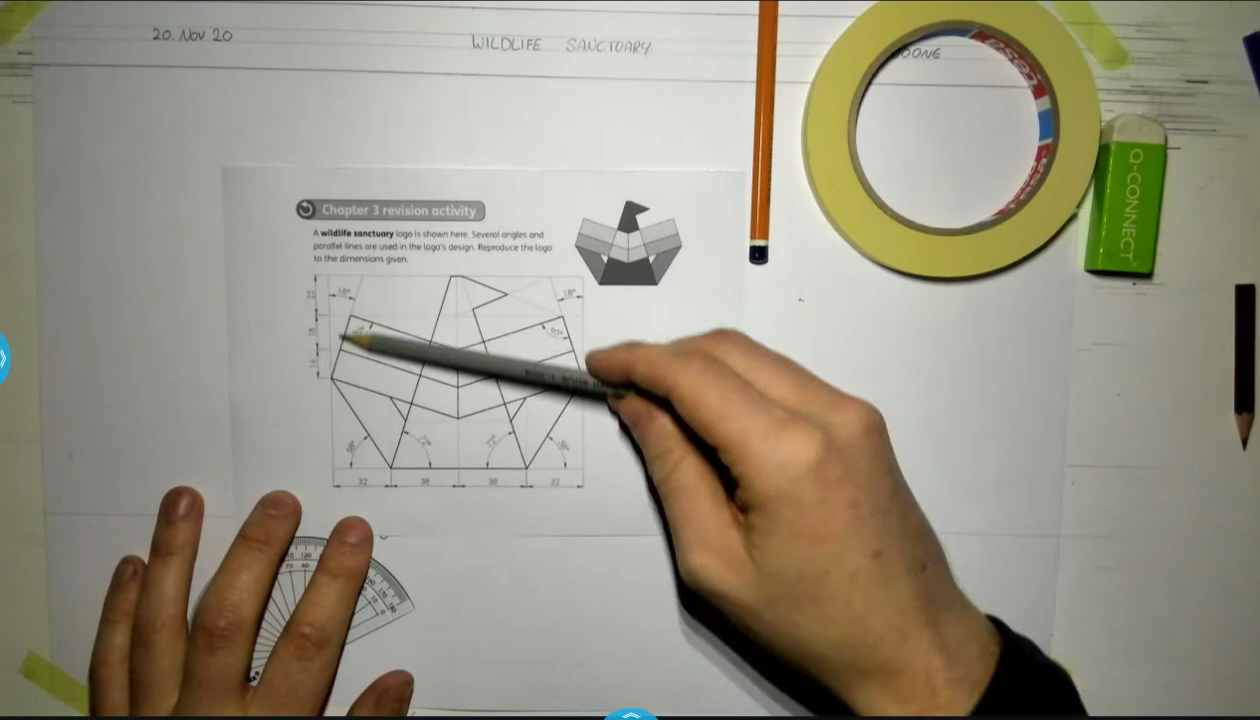 20. Nov 20
WILDLIFE SANCTUARY
OONE
tesa
Q-CONNECT
Chapter 3 revision activity
A wildlife sanctuary logo is shown here. Several angles and
parallel lines are used in the logo's design. Reproduce the logo
to the dimensions given.
18°
18°
32
38
38
32